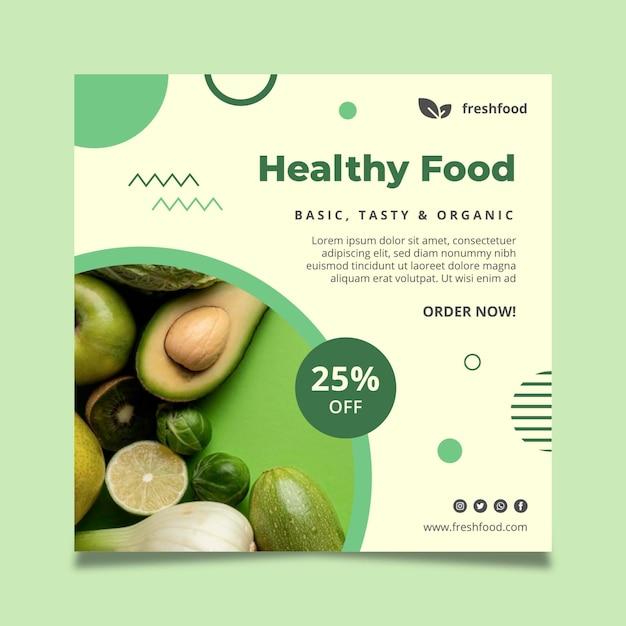 freshfood
Healthy Food
BASIC, TASTY & ORGANIC
Lorem ipsum dolor sit amet,
consectetuer adipiscing elit, sed diam
nonummy nibh euismod tincidunt ut
laoreet dolore magna aliquam erat
volutpat. Ut wisi enim ad
ORDER NOW!
25%
OFF
www.freshfood.com